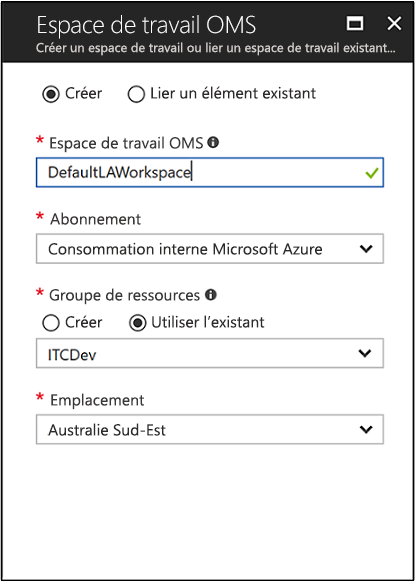 Espace de travail OMS
Créer un espace de travail ou lier un espace de travail existant...
Créer Lier un élément existant
* Espace de travail OMS
DefaultLAWorkspace
* Abonnement
Consommation interne Microsoft Azure
* Groupe de ressources
Créer Utiliser l'existant
ITCDev
* Emplacement
Australie Sud-Est